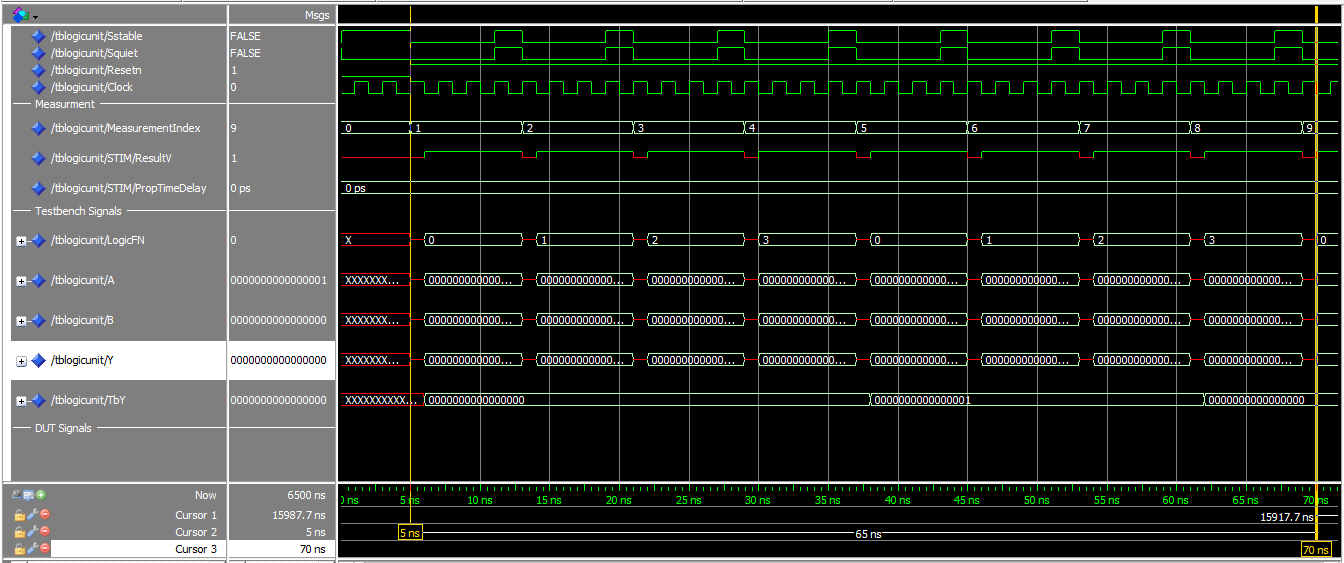 Msgs
/tblogicunit/Sstable FALSE
/tblogicunit/Squiet FALSE
/tblogicunit/Resetn 1
/tblogicunit/Clock 0
Measurment
/tblogicunit/MeasurementIndex 9 0 1 2 3 4 5 6 7 8 9
/tblogicunit/STIM/ResultV 1
/tblogicunit/STIM/PropTimeDelay 0 ps 0 ps
Testbench Signals
/tblogicunit/LogicFN 0 X 0 1 2 3 0 1 2 3 0
/tblogicunit/A 0000000000000001 XXXXXXX... 000000000000... 000000000000... 000000000000... 000000000000... 000000000000... 000000000000... 000000000000... 000000000000...
/tblogicunit/B 0000000000000000 XXXXXXX... 000000000000... 000000000000... 000000000000... 000000000000... 000000000000... 000000000000... 000000000000... 000000000000...
/tblogicunit/Y 0000000000000000 XXXXXXX... 000000000000... 000000000000... 000000000000... 000000000000... 000000000000... 000000000000... 000000000000... 000000000000...
/tblogicunit/TbY 0000000000000000 XXXXXXXXXX... 0000000000000000 0000000000000001 0000000000000000
DUT Signals
Now 6500 ns 0 ns 5 ns 10 ns 15 ns 20 ns 25 ns 30 ns 35 ns 40 ns 45 ns 50 ns 55 ns 60 ns 65 ns 70 ns
Cursor 1 15987.7 ns 15917.7 ns
Cursor 2 5 ns 5 ns 65 ns
Cursor 3 70 ns 70 ns